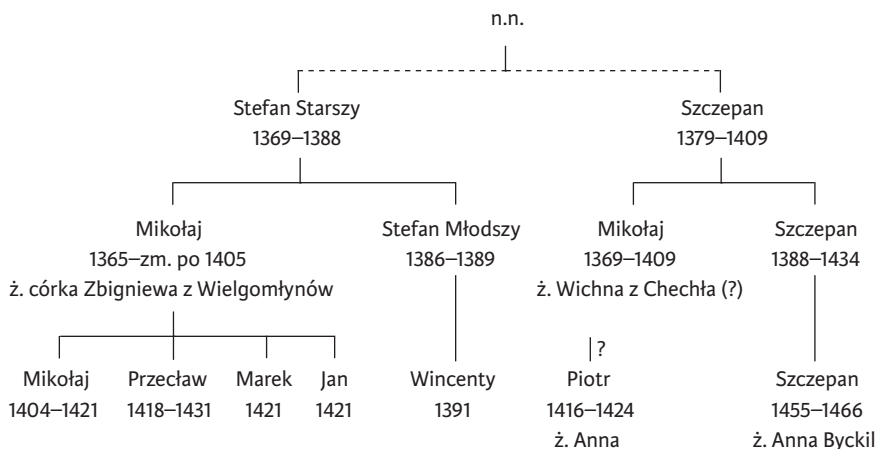 n.n.
Stefan Starszy Szczepan
1369–1388 1379–1409
Mikołaj Stefan Młodszy Mikołaj Szczepan
1365–zm. po 1405 1386–1389 1369–1409 1388–1434
ż. córka Zbigniewa z Wielgomłynów ż. Wichna z Chechła (?)
?
Mikołaj Przecław Marek Jan Wincenty Piotr Szczepan
1404–1421 1418–1431 1421 1421 1391 1416–1424 1455–1466
ż. Anna ż. Anna Byckil